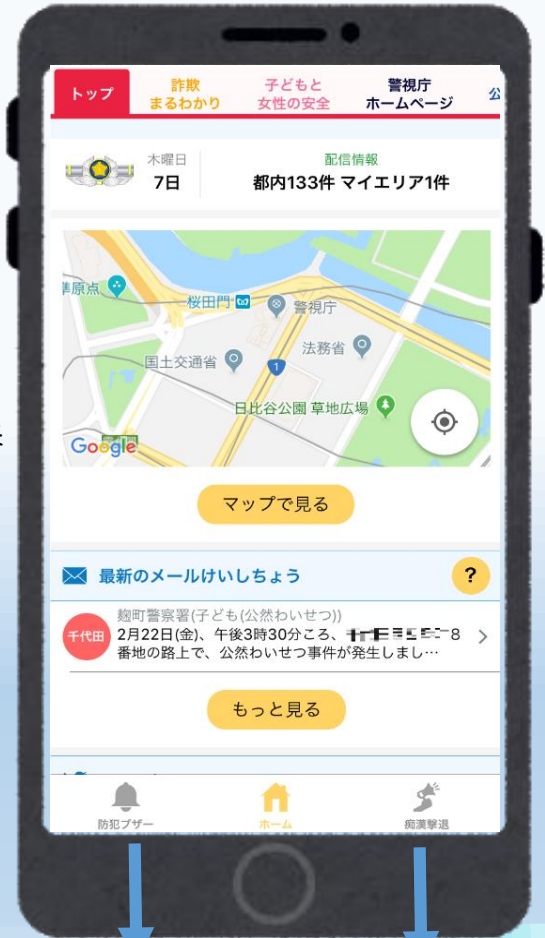 トップ
詐欺
まるわかり
子どもと
女性の安全
警視庁
ホームページ
公
木曜日
7日
配信情報
都内133件 マイエリア1件
準原点
桜田門
警視庁
法務省
国土交通省
1
日比谷公園 草地広場
Google
マップで見る
最新のメールけいしちょう
?
麹町警察署(子ども(公然わいせつ))
千代田
2月22日(金)、午後3時30分ころ、
8
番地の路上で、公然わいせつ事件が発生しまし…
もっと見る
防犯ブザー
ホーム
痴漢撃退